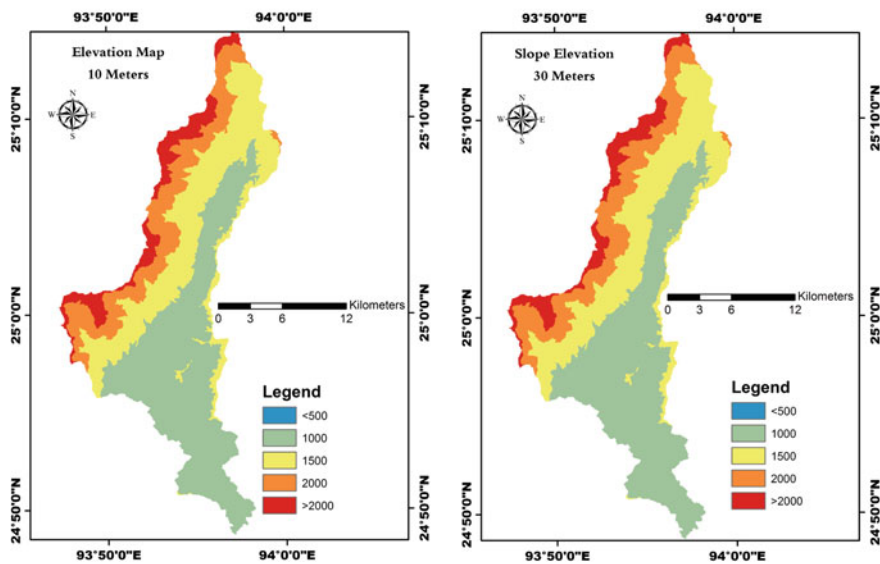 93°50'0"E 94°0'0"E
Elevation Map
10 Meters
N
W E
S
25°10'0"N
25°0'0"N
24°50'0"N
25°10'0"N
25°0'0"N
24°50'0"N
Kilometers
0 3 6 12
Legend
<500
1000
1500
2000
>2000
93°50'0"E 94°0'0"E
93°50'0"E 94°0'0"E
Slope Elevation
30 Meters
N
W E
S
25°10'0"N
25°0'0"N
24°50'0"N
25°10'0"N
25°0'0"N
24°50'0"N
Kilometers
0 3 6 12
Legend
<500
1000
1500
2000
>2000
93°50'0"E 94°0'0"E